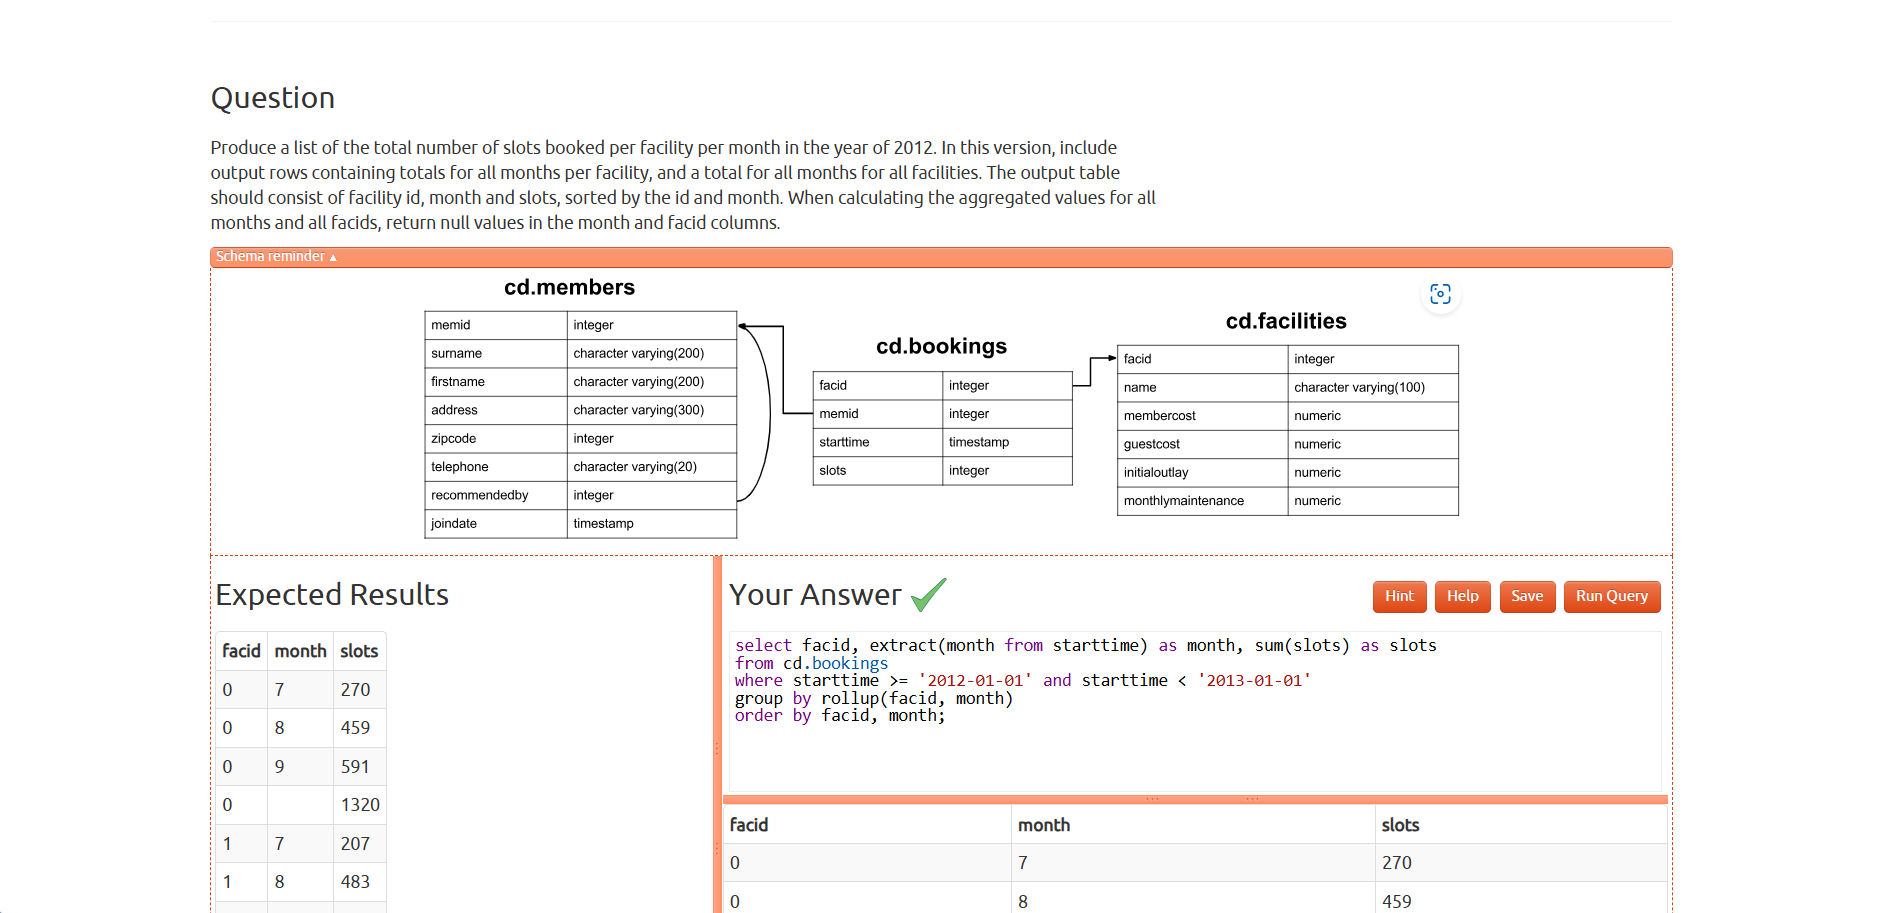 Question
Produce a list of the total number of slots booked per facility per month in the year of 2012. In this version, include
output rows containing totals for all months per facility, and a total for all months for all facilities. The output table
should consist of facility id, month and slots, sorted by the id and month. When calculating the aggregated values for all
months and all facids, return null values in the month and facid columns.
Schema reminder ▲
cd.members
memid integer
surname character varying(200)
firstname character varying(200)
address character varying(300)
zipcode integer
telephone character varying(20)
recommendedby integer
joindate timestamp
cd.bookings
facid integer
memid integer
starttime timestamp
slots integer
cd.facilities
facid integer
name character varying(100)
membercost numeric
guestcost numeric
initialoutlay numeric
monthlymaintenance numeric
Expected Results
facid month slots
0 7 270
0 8 459
0 9 591
0 1320
1 7 207
1 8 483
Your Answer
Hint Help Save Run Query
select facid, extract(month from starttime) as month, sum(slots) as slots
from cd.bookings
where starttime >= '2012-01-01' and starttime < '2013-01-01'
group by rollup(facid, month)
order by facid, month;
facid month slots
0 7 270
0 8 459